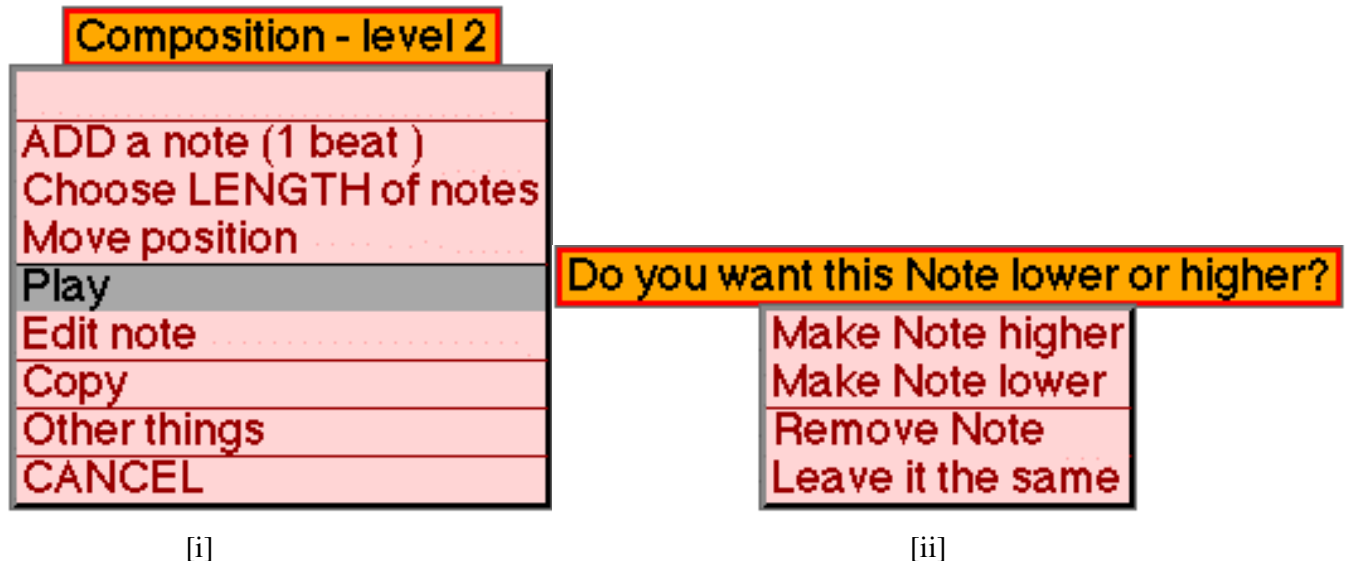 Composition - level 2
ADD a note (1 beat )
Choose LENGTH of notes
Move position
Play
Edit note
Copy
Other things
CANCEL
[i]
Do you want this Note lower or higher?
Make Note higher
Make Note lower
Remove Note
Leave it the same
[ii]